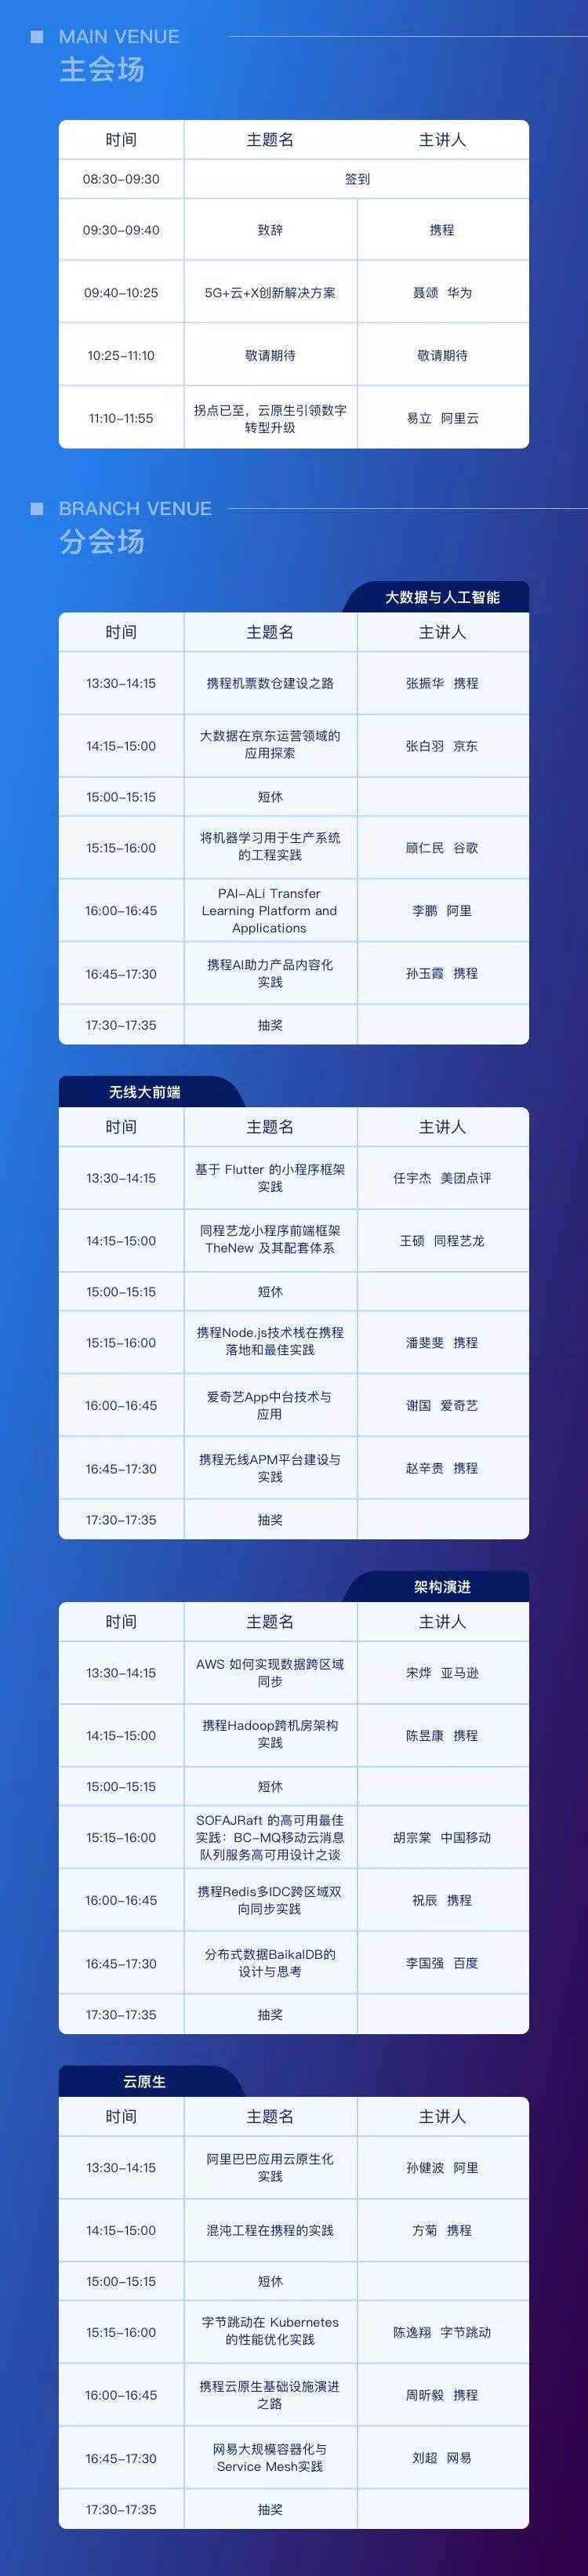 MAIN VENUE
主会场
时间 主题名 主讲人
08:30-09:30 签到
09:30-09:40 致辞 携程
09:40-10:25 5G+云+X创新解决方案 聂颂 华为
10:25-11:10 敬请期待 敬请期待
11:10-11:55 拐点已至，云原生引领数字
转型升级 易立 阿里云
BRANCH VENUE
分会场
大数据与人工智能
时间 主题名 主讲人
13:30-14:15 携程机票数仓建设之路 张振华 携程
14:15-15:00 大数据在京东运营领域的
应用探索 张白羽 京东
15:00-15:15 短休
15:15-16:00 将机器学习用于生产系统
的工程实践 顾仁民 谷歌
16:00-16:45 PAI-ALi Transfer
Learning Platform and
Applications 李鹏 阿里
16:45-17:30 携程AI助力产品内容化
实践 孙玉霞 携程
17:30-17:35 抽奖
无线大前端
时间 主题名 主讲人
13:30-14:15 基于 Flutter 的小程序框架
实践 任宇杰 美团点评
14:15-15:00 同程艺龙小程序前端框架
TheNew 及其配套体系 王硕 同程艺龙
15:00-15:15 短休
15:15-16:00 携程Node.js技术栈在携程
落地和最佳实践 潘斐斐 携程
16:00-16:45 爱奇艺App中台技术与
应用 谢国 爱奇艺
16:45-17:30 携程无线APM平台建设与
实践 赵辛贵 携程
17:30-17:35 抽奖
架构演进
时间 主题名 主讲人
13:30-14:15 AWS 如何实现数据跨区域
同步 宋烨 亚马逊
14:15-15:00 携程Hadoop跨机房架构
实践 陈昱康 携程
15:00-15:15 短休
15:15-16:00 SOFAJRaft 的高可用最佳
实践：BC-MQ移动云消息
队列服务高可用设计之谈 胡宗棠 中国移动
16:00-16:45 携程Redis多IDC跨区域双
向同步实践 祝辰 携程
16:45-17:30 分布式数据BaikalDB的
设计与思考 李国强 百度
17:30-17:35 抽奖
云原生
时间 主题名 主讲人
13:30-14:15 阿里巴巴应用云原生化
实践 孙健波 阿里
14:15-15:00 混沌工程在携程的实践 方菊 携程
15:00-15:15 短休
15:15-16:00 字节跳动在 Kubernetes
的性能优化实践 陈逸翔 字节跳动
16:00-16:45 携程云原生基础设施演进
之路 周昕毅 携程
16:45-17:30 网易大规模容器化与
Service Mesh实践 刘超 网易
17:30-17:35 抽奖